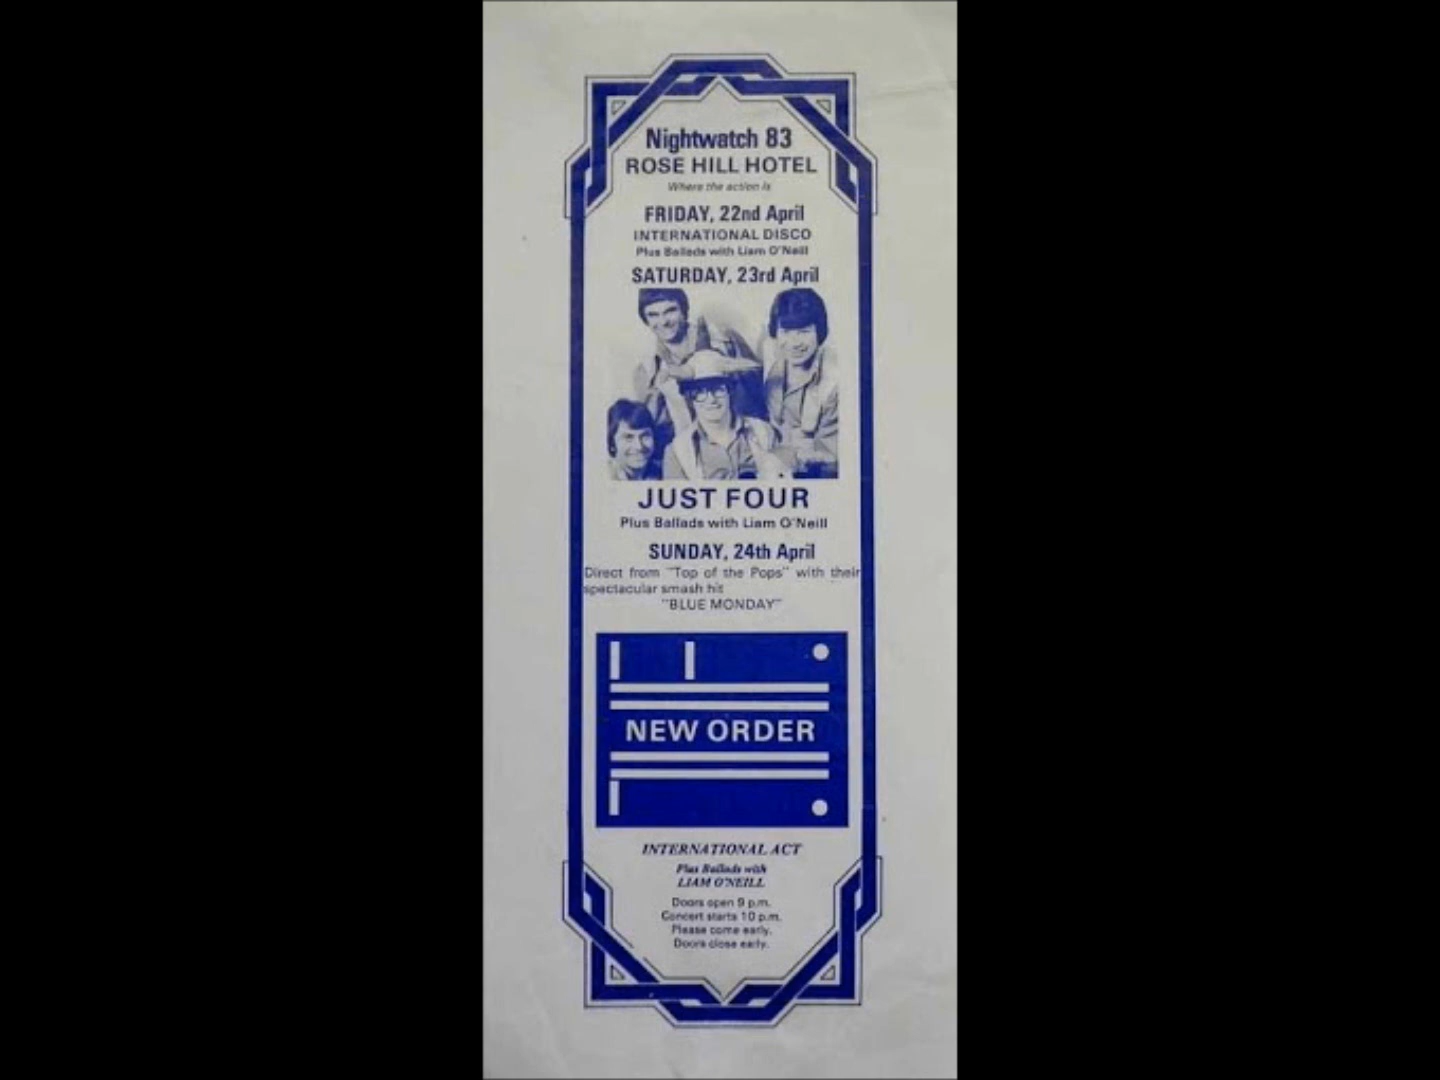 Nightwatch 83
ROSE HILL HOTEL
Where the action is
FRIDAY, 22nd April
INTERNATIONAL DISCO
Plus Ballads with Liam O'Neill
SATURDAY, 23rd April
JUST FOUR
Plus Ballads with Liam O'Neill
SUNDAY, 24th April
Direct from "Top of the Pops" with their
spectacular smash hit
"BLUE MONDAY"
NEW ORDER
INTERNATIONAL ACT
Plus Ballads with
LIAM O'NEILL
Doors open 9 p.m.
Concert starts 10 p.m.
Please come early.
Doors close early.